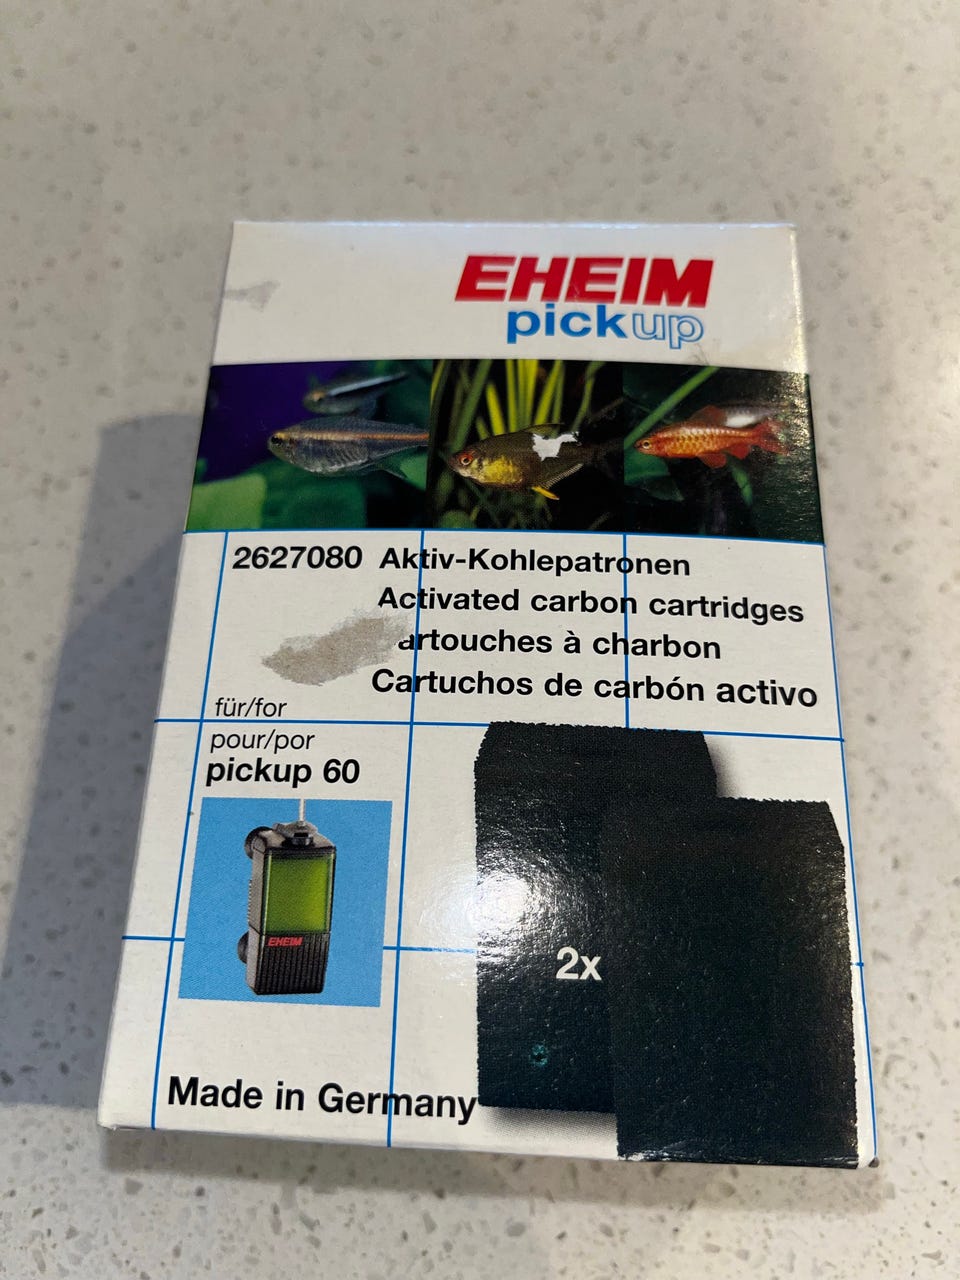 EHEIM
pickup
2627080 Aktiv-Kohlepatronen
Activated carbon cartridges
artouches à charbon
Cartuchos de carbón activo
für/for
pour/por
pickup 60
EHEIM
2x
Made in Germany